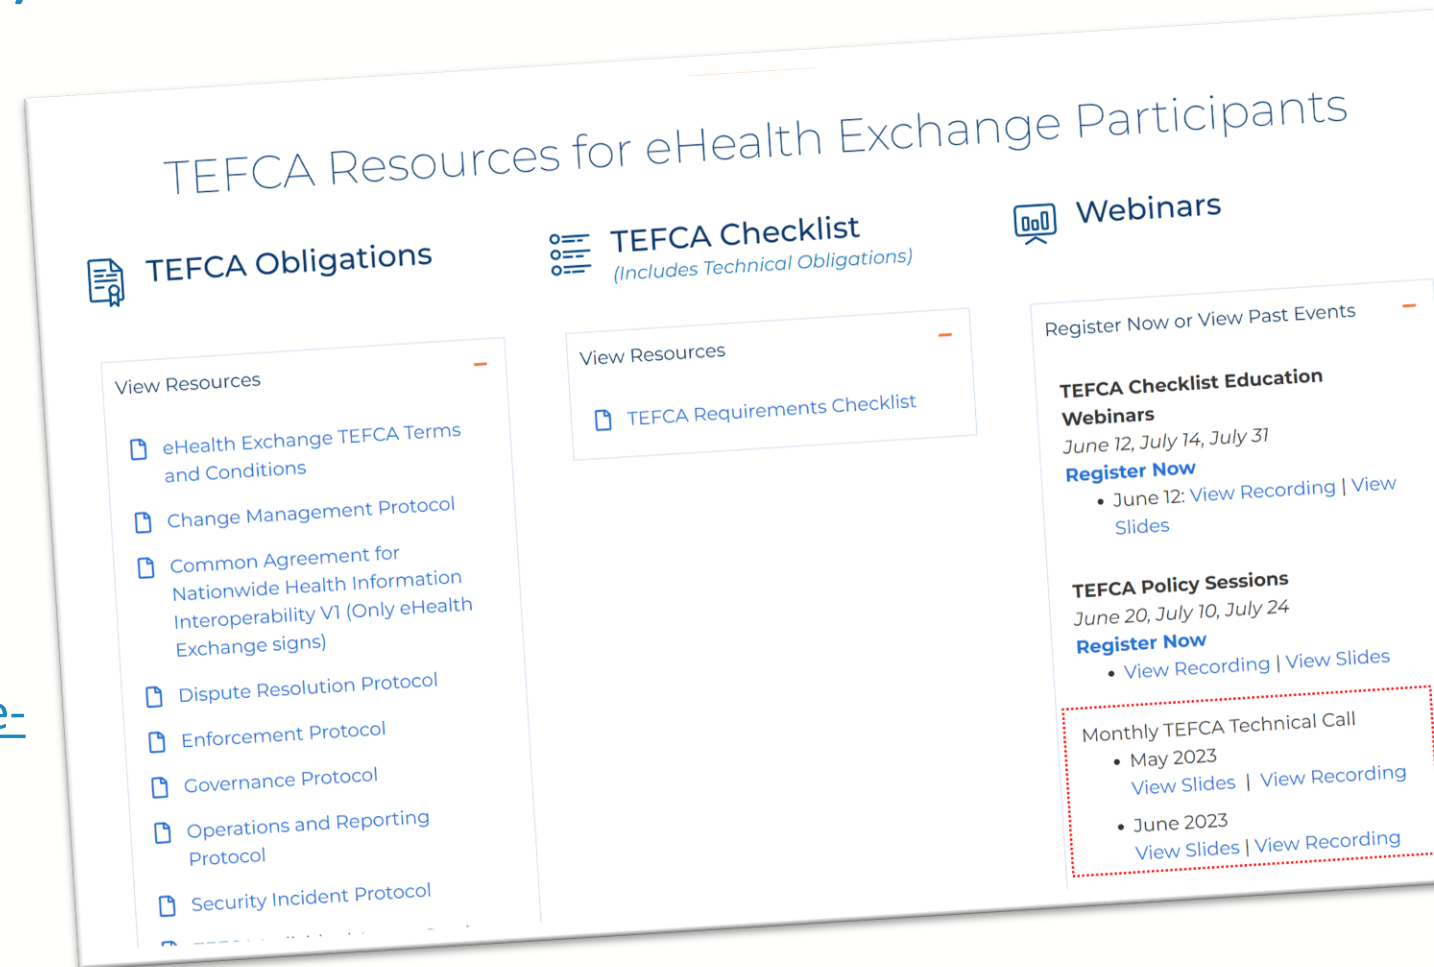 TEFCA Resources for eHealth Exchange Participants
TEFCA Obligations
View Resources
eHealth Exchange TEFCA Terms
and Conditions
Change Management Protocol
Common Agreement for
Nationwide Health Information
Interoperability V1 (Only eHealth
Exchange signs)
Dispute Resolution Protocol
Enforcement Protocol
Governance Protocol
Operations and Reporting
Protocol
Security Incident Protocol
TEFCA Checklist
(Includes Technical Obligations)
View Resources
TEFCA Requirements Checklist
Webinars
Register Now or View Past Events
TEFCA Checklist Education
Webinars
June 12, July 14, July 31
Register Now
• June 12: View Recording | View
Slides
TEFCA Policy Sessions
June 20, July 10, July 24
Register Now
• View Recording | View Slides
Monthly TEFCA Technical Call
• May 2023
View Slides | View Recording
• June 2023
View Slides | View Recording
e-